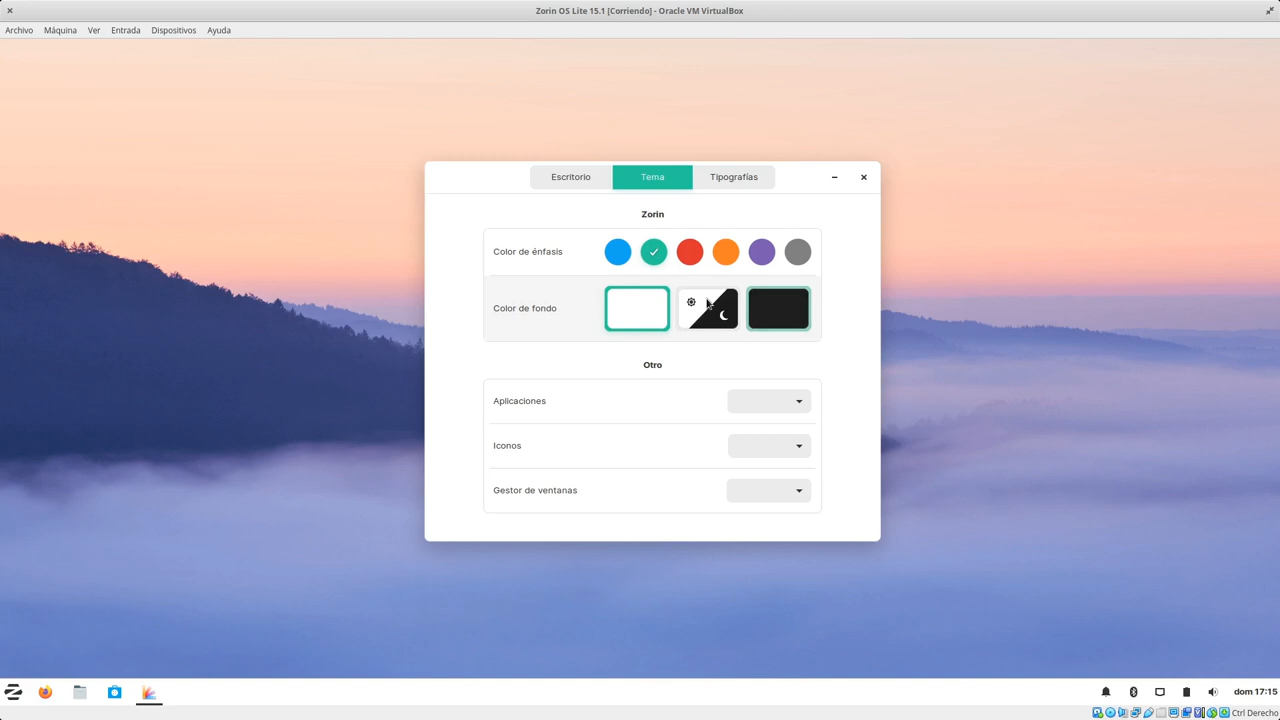 Zorin OS Lite 15.1 [Corriendo] - Oracle VM VirtualBox
Archivo Máquina Ver Entrada Dispositivos Ayuda
Escritorio Tema Tipografías
Zorin
Color de énfasis
Color de fondo
Otro
Aplicaciones
Iconos
Gestor de ventanas
dom 17:15
Ctrl Derecho